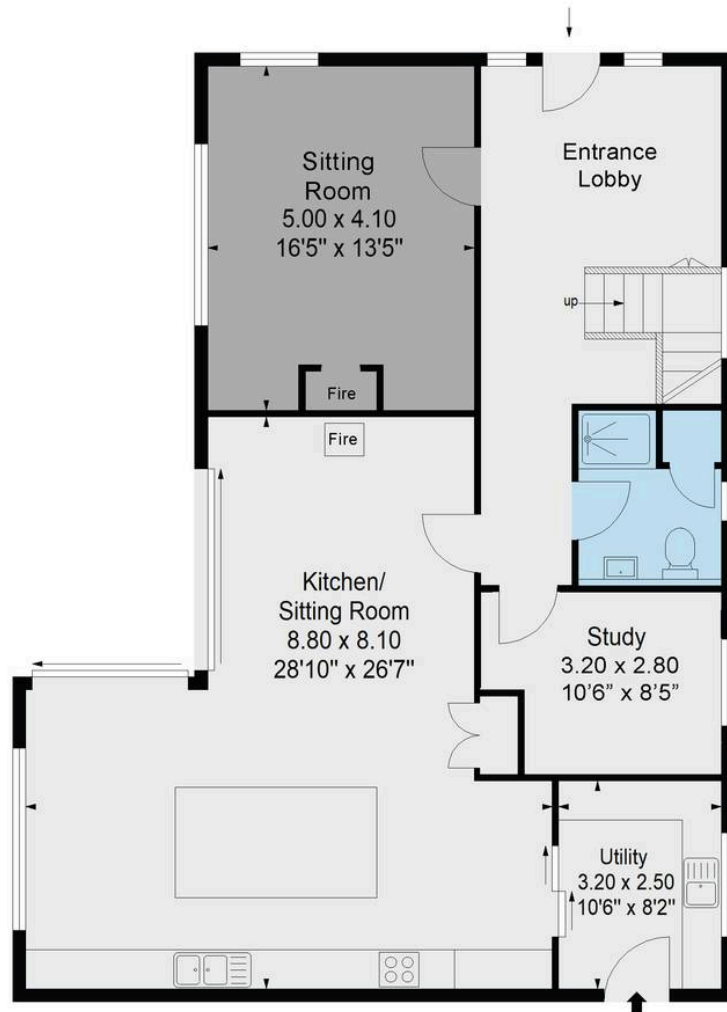 Sitting
Room
5.00 x 4.10
16'5" x 13'5"
Entrance
Lobby
up
Fire
Fire
Kitchen/
Sitting Room
8.80 x 8.10
28'10" x 26'7"
Study
3.20 x 2.80
10’6” x 8’5”
Utility
3.20 x 2.50
10'6" x 8'2"